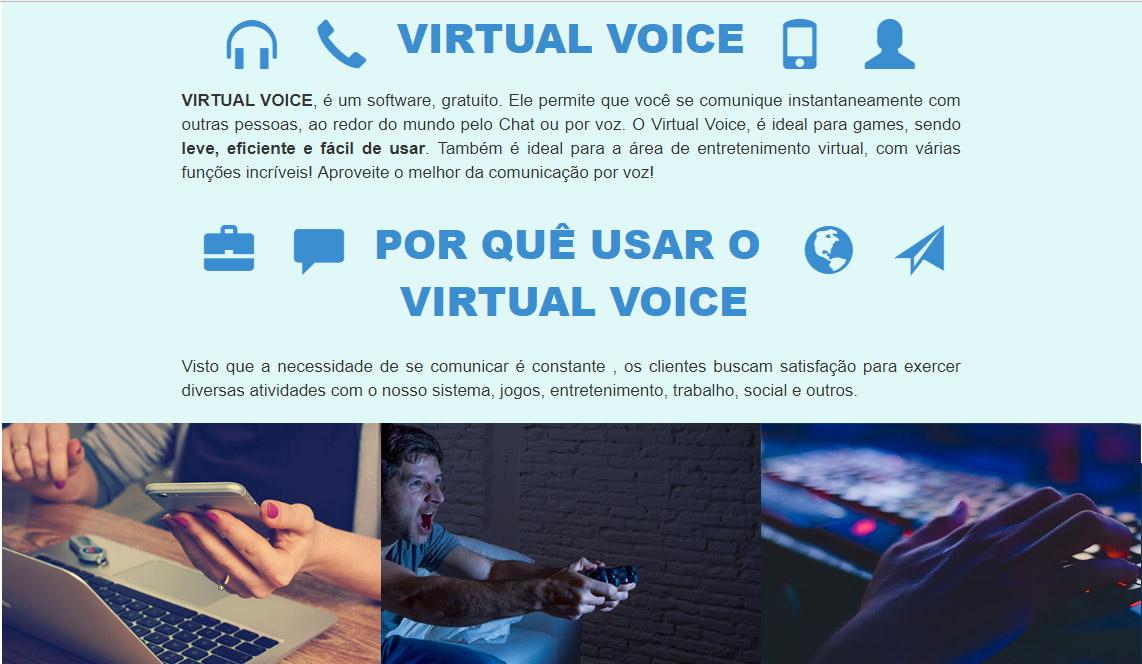 VIRTUAL VOICE
VIRTUAL VOICE, é um software, gratuito. Ele permite que você se comunique instantaneamente com
outras pessoas, ao redor do mundo pelo Chat ou por voz. O Virtual Voice, é ideal para games, sendo
leve, eficiente e fácil de usar. Também é ideal para a área de entretenimento virtual, com várias
funções incríveis! Aproveite o melhor da comunicação por voz!
POR QUÊ USAR O
VIRTUAL VOICE
Visto que a necessidade de se comunicar é constante , os clientes buscam satisfação para exercer
diversas atividades com o nosso sistema, jogos, entretenimento, trabalho, social e outros.